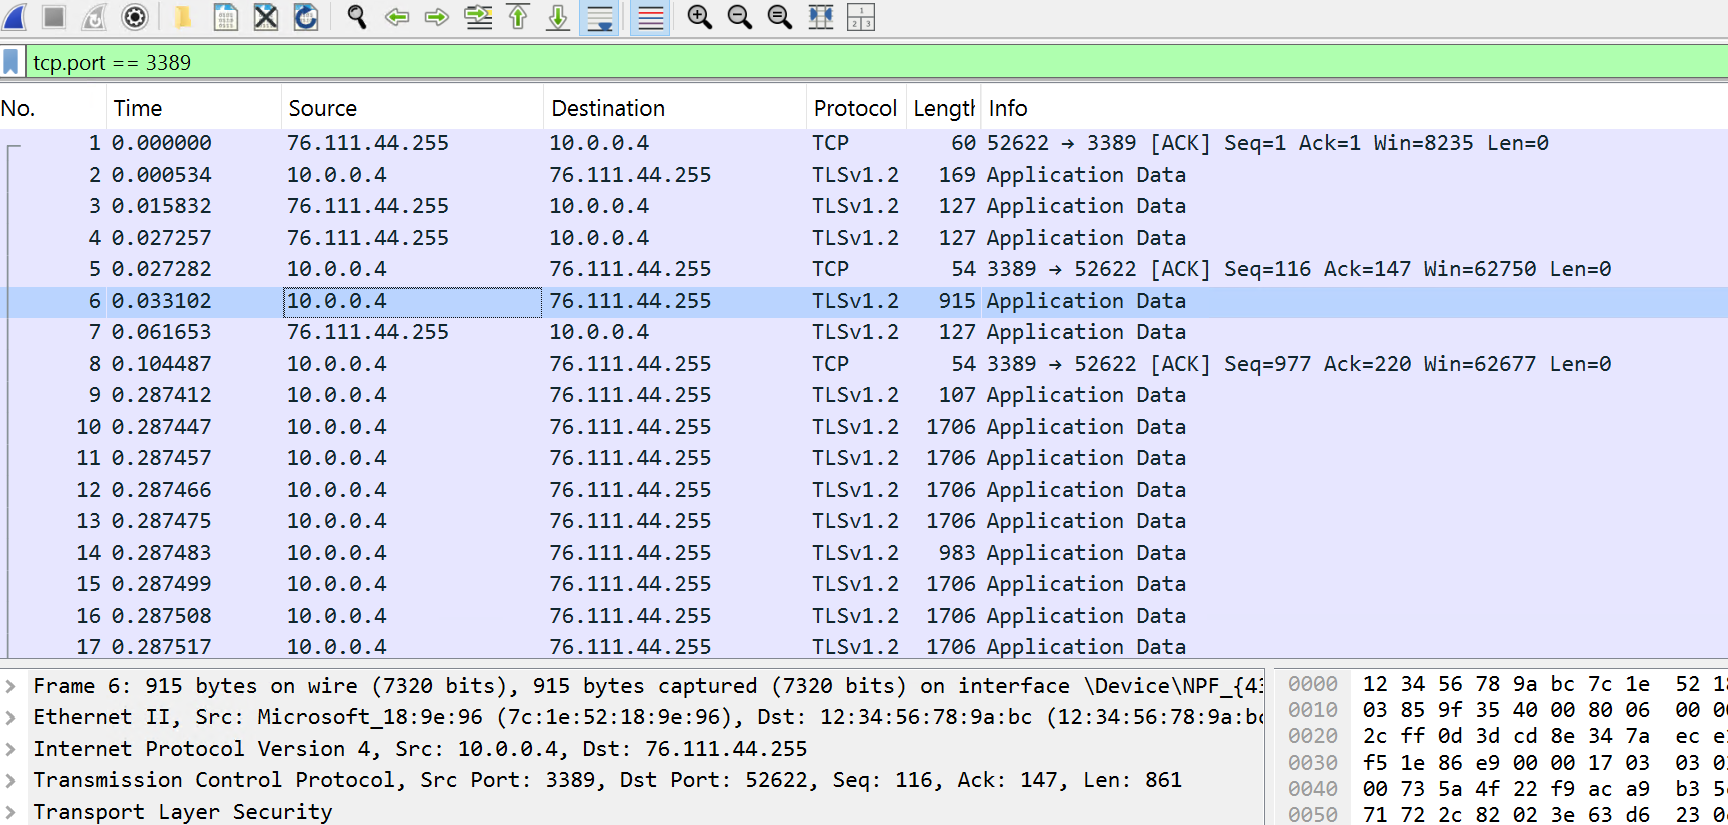 tcp.port == 3389
No. Time Source Destination Protocol Length Info
1 0.000000 76.111.44.255 10.0.0.4 TCP 60 52622 → 3389 [ACK] Seq=1 Ack=1 Win=8235 Len=0
2 0.000534 10.0.0.4 76.111.44.255 TLSv1.2 169 Application Data
3 0.015832 76.111.44.255 10.0.0.4 TLSv1.2 127 Application Data
4 0.027257 76.111.44.255 10.0.0.4 TLSv1.2 127 Application Data
5 0.027282 10.0.0.4 76.111.44.255 TCP 54 3389 → 52622 [ACK] Seq=116 Ack=147 Win=62750 Len=0
6 0.033102 10.0.0.4 76.111.44.255 TLSv1.2 915 Application Data
7 0.061653 76.111.44.255 10.0.0.4 TLSv1.2 127 Application Data
8 0.104487 10.0.0.4 76.111.44.255 TCP 54 3389 → 52622 [ACK] Seq=977 Ack=220 Win=62677 Len=0
9 0.287412 10.0.0.4 76.111.44.255 TLSv1.2 107 Application Data
10 0.287447 10.0.0.4 76.111.44.255 TLSv1.2 1706 Application Data
11 0.287457 10.0.0.4 76.111.44.255 TLSv1.2 1706 Application Data
12 0.287466 10.0.0.4 76.111.44.255 TLSv1.2 1706 Application Data
13 0.287475 10.0.0.4 76.111.44.255 TLSv1.2 1706 Application Data
14 0.287483 10.0.0.4 76.111.44.255 TLSv1.2 983 Application Data
15 0.287499 10.0.0.4 76.111.44.255 TLSv1.2 1706 Application Data
16 0.287508 10.0.0.4 76.111.44.255 TLSv1.2 1706 Application Data
17 0.287517 10.0.0.4 76.111.44.255 TLSv1.2 1706 Application Data
Frame 6: 915 bytes on wire (7320 bits), 915 bytes captured (7320 bits) on interface \Device\NPF_{43
Ethernet II, Src: Microsoft_18:9e:96 (7c:1e:52:18:9e:96), Dst: 12:34:56:78:9a:bc (12:34:56:78:9a:bc
Internet Protocol Version 4, Src: 10.0.0.4, Dst: 76.111.44.255
Transmission Control Protocol, Src Port: 3389, Dst Port: 52622, Seq: 116, Ack: 147, Len: 861
Transport Layer Security
0000 12 34 56 78 9a bc 7c 1e 52 18
0010 03 85 9f 35 40 00 80 06 00 00
0020 2c ff 0d 3d cd 8e 34 7a ec
0030 f5 1e 86 e9 00 00 17 03 03
0040 00 73 5a 4f 22 f9 ac a9 b3
0050 71 72 2c 82 02 3e 63 d6 23